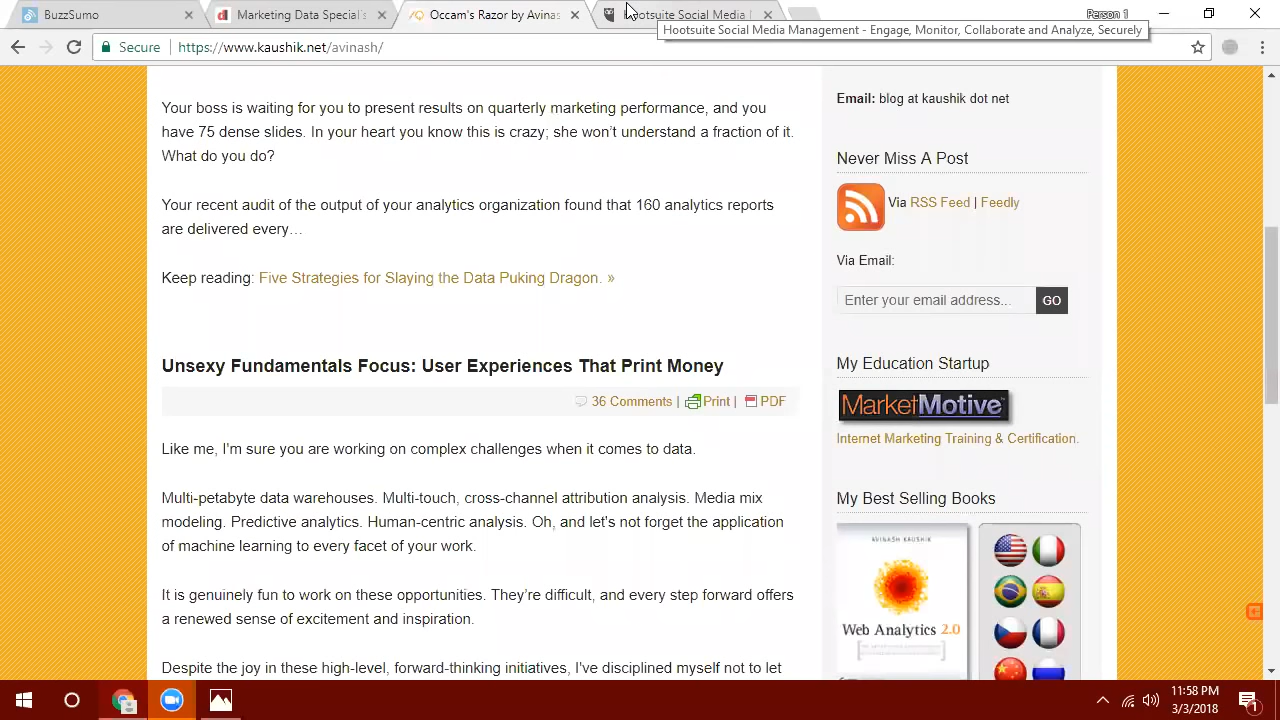 BuzzSumo
Marketing Data Special's
Occam's Razor by Avinas
Hootsuite Social Media |
Person 1
Hootsuite Social Media Management - Engage, Monitor, Collaborate and Analyze, Securely
Secure
https://www.kaushik.net/avinash/
Your boss is waiting for you to present results on quarterly marketing performance, and you
have 75 dense slides. In your heart you know this is crazy; she won't understand a fraction of it.
What do you do?
Your recent audit of the output of your analytics organization found that 160 analytics reports
are delivered every…
Keep reading: Five Strategies for Slaying the Data Puking Dragon. »
Unsexy Fundamentals Focus: User Experiences That Print Money
36 Comments | Print | PDF
Like me, I'm sure you are working on complex challenges when it comes to data.
Multi-petabyte data warehouses. Multi-touch, cross-channel attribution analysis. Media mix
modeling. Predictive analytics. Human-centric analysis. Oh, and let's not forget the application
of machine learning to every facet of your work.
It is genuinely fun to work on these opportunities. They're difficult, and every step forward offers
a renewed sense of excitement and inspiration.
Despite the joy in these high-level, forward-thinking initiatives, I've disciplined myself not to let
Email: blog at kaushik dot net
Never Miss A Post
Via RSS Feed | Feedly
Via Email:
Enter your email address...
GO
My Education Startup
MarketMotive
Internet Marketing Training & Certification.
My Best Selling Books
AVINASH KAUSHIK
Web Analytics 2.0
11:58 PM
3/3/2018
1